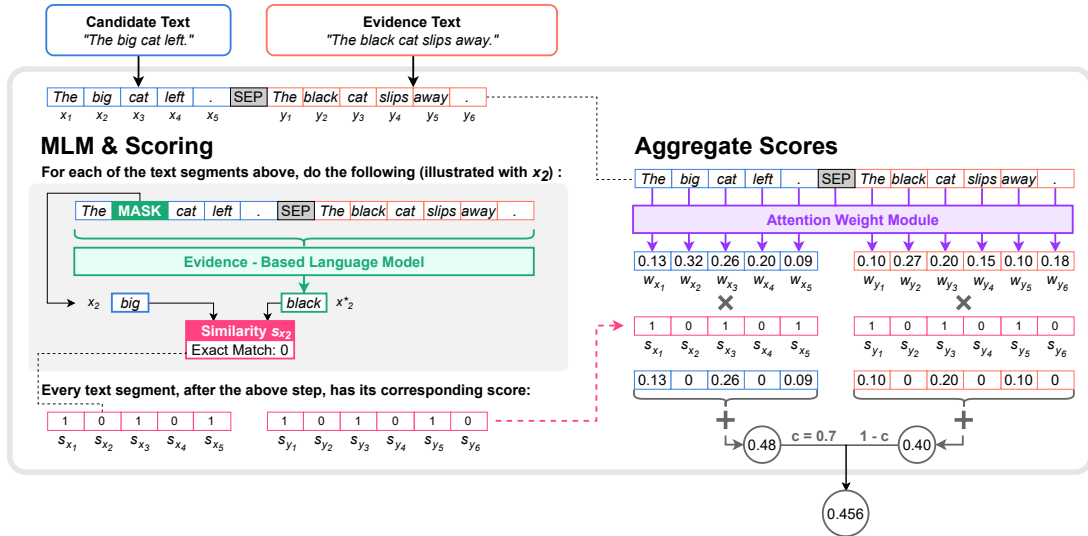 Candidate Text
"The big cat left."
Evidence Text
"The black cat slips away."
The big cat left . SEP The black cat slips away .
x1 x2 x3 x4 x5 y1 y2 y3 y4 y5 y6
MLM & Scoring
For each of the text segments above, do the following (illustrated with x2) :
The MASK cat left . SEP The black cat slips away .
Evidence - Based Language Model
x2 big black x*2
Similarity sx2
Exact Match: 0
Every text segment, after the above step, has its corresponding score:
1 0 1 0 1 1 0 1 0 1 0
sx1 sx2 sx3 sx4 sx5 sy1 sy2 sy3 sy4 sy5 sy6
Aggregate Scores
The big cat left . SEP The black cat slips away .
Attention Weight Module
0.13 0.32 0.26 0.20 0.09 0.10 0.27 0.20 0.15 0.10 0.18
wx1 wx2 wx3 wx4 wx5 wy1 wy2 wy3 wy4 wy5 wy6
× ×
1 0 1 0 1 1 0 1 0 1 0
sx1 sx2 sx3 sx4 sx5 sy1 sy2 sy3 sy4 sy5 sy6
0.13 0 0.26 0 0.09 0.10 0 0.20 0 0.10 0
+ +
0.48 c = 0.7 1 - c 0.40
0.456